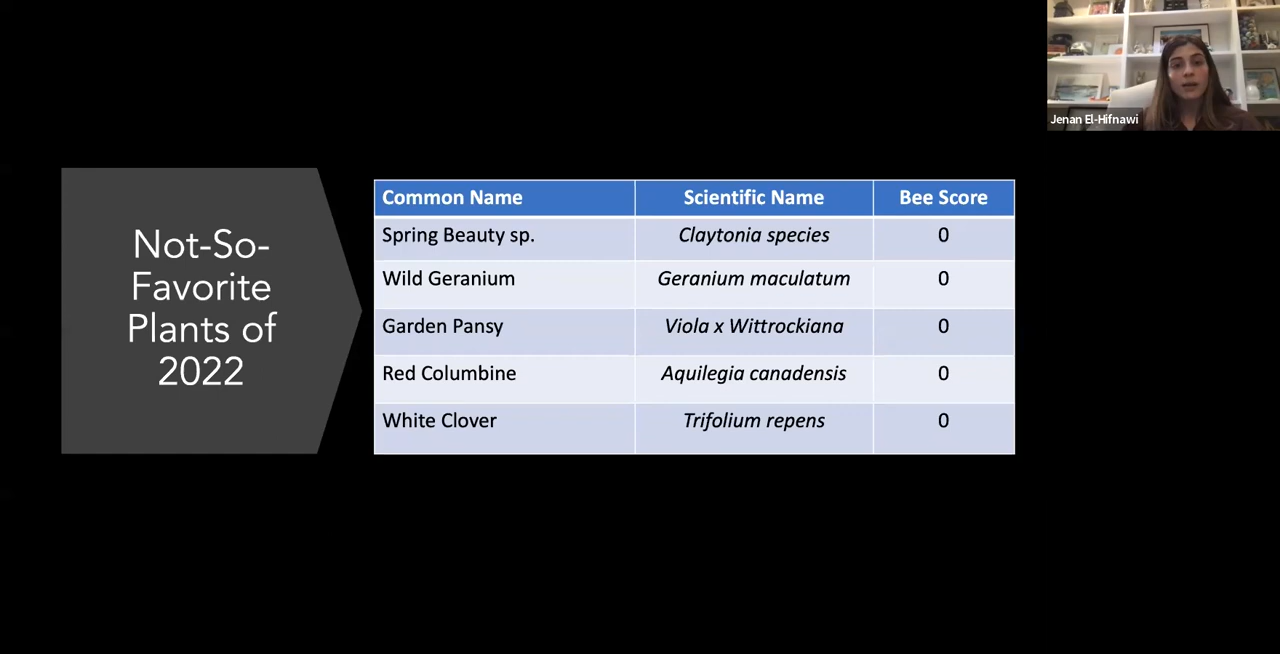 Jenan El-Hifnawi
Not-So-
Favorite
Plants of
2022
Common Name Scientific Name Bee Score
Spring Beauty sp. Claytonia species 0
Wild Geranium Geranium maculatum 0
Garden Pansy Viola x Wittrockiana 0
Red Columbine Aquilegia canadensis 0
White Clover Trifolium repens 0